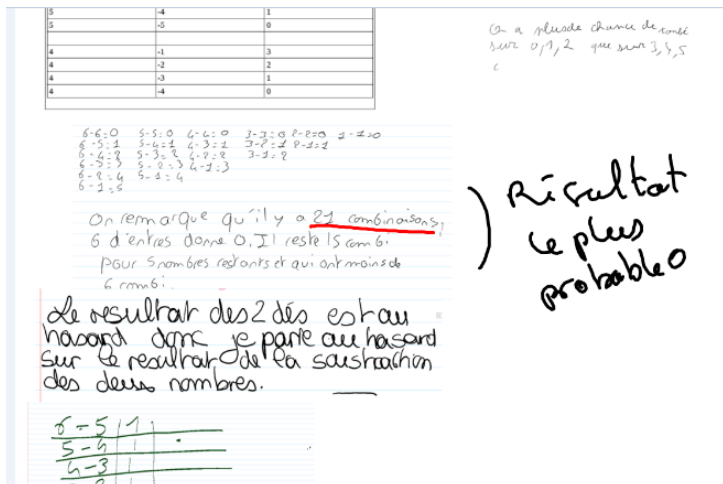 5 -4 1
5 -5 0
4 -1 3
4 -2 2
4 -3 1
4 -4 0
On a plus de chance de tombé
sur 0,1,2 que sur 3,4,5
6-6=0 5-5=0 4-4=0 3-3=0 2-2=0 1-1=0
6-5=1 5-4=1 4-3=1 3-2=1 2-1=1
6-4=2 5-3=2 4-2=2 3-1=2
6-3=3 5-2=3 4-1=3
6-2=4 5-1=4
6-1=5
On remarque qu'il y a 21 combinaisons,
6 d'entres donne 0, Il reste 15 combi
pour 5 nombres restants et qui ont moins de
6 combi.
) Résultat
le plus
probable 0
Le resultat des 2 dés est au
hasard donc je parie au hasard
sur le resultat de la soustraction
des deux nombres.
6-5 1
5-4 1
4-3 1